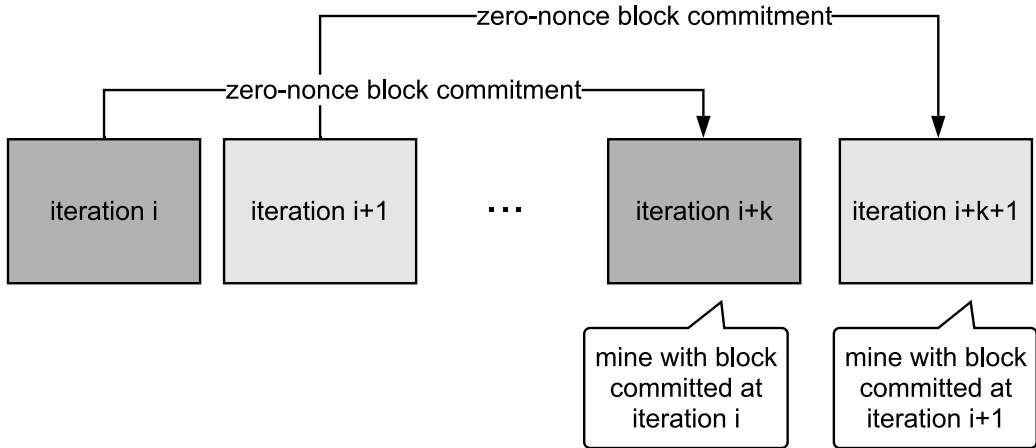 zero-nonce block commitment
zero-nonce block commitment
iteration i
iteration i+1
...
iteration i+k
iteration i+k+1
mine with block
committed at
iteration i
mine with block
committed at
iteration i+1